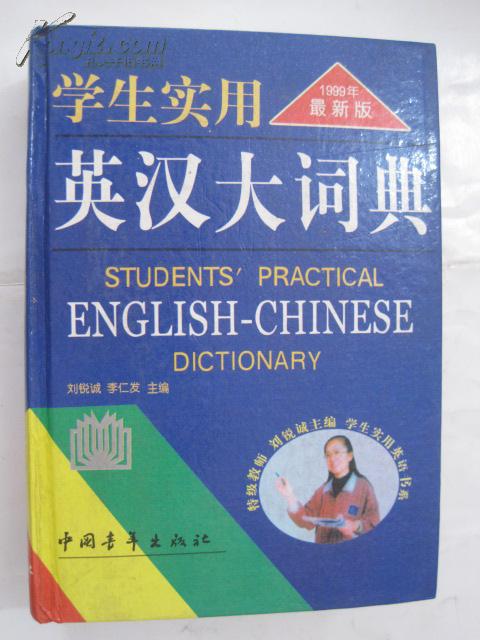 学生实用
1999年
最新版
英汉大词典
STUDENTS' PRACTICAL
ENGLISH-CHINESE
DICTIONARY
刘锐诚 李仁发 主编
特级教师 刘锐诚主编 学生实用英语书系
中国青年出版社